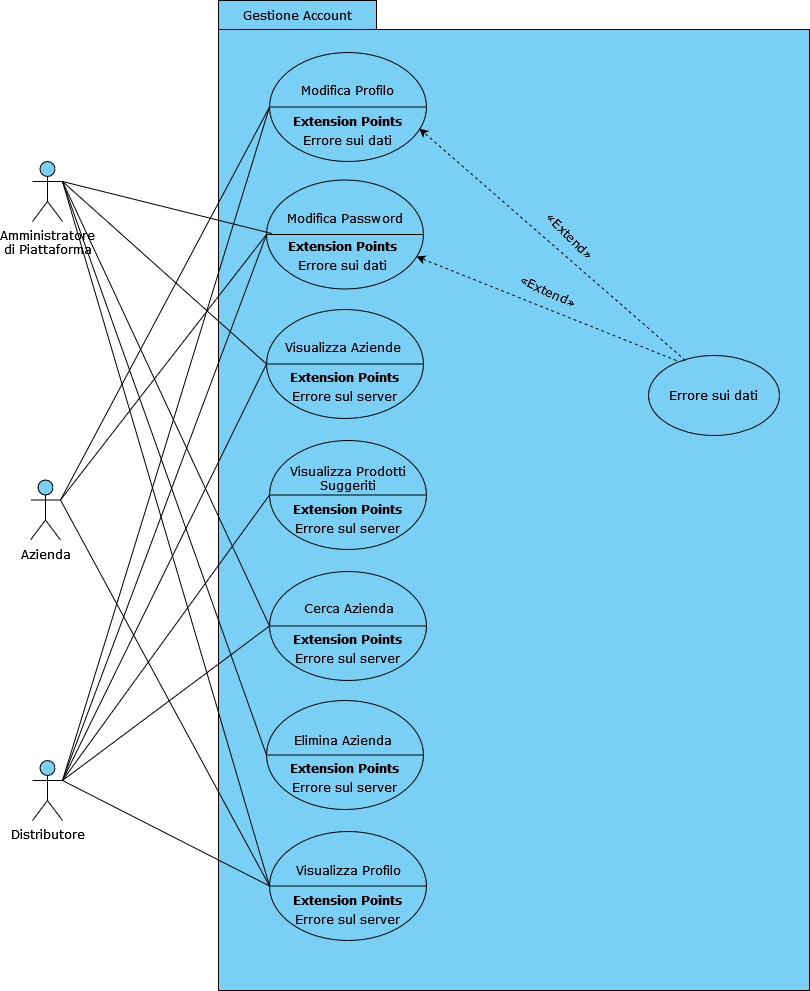 Gestione Account
Modifica Profilo
Extension Points
Errore sui dati
Modifica Password
Extension Points
Errore sui dati
Visualizza Aziende
Extension Points
Errore sul server
Visualizza Prodotti
Suggeriti
Extension Points
Errore sul server
Cerca Azienda
Extension Points
Errore sul server
Elimina Azienda
Extension Points
Errore sul server
Visualizza Profilo
Extension Points
Errore sul server
Amministratore
di Piattaforma
Azienda
Distributore
«Extend»
«Extend»
Errore sui dati